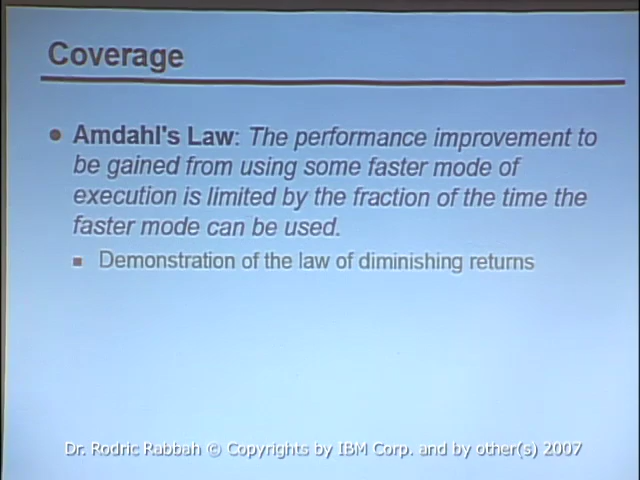 Coverage
● Amdahl's Law: The performance improvement to
be gained from using some faster mode of
execution is limited by the fraction of the time the
faster mode can be used.
■ Demonstration of the law of diminishing returns
Dr. Rodric Rabbah © Copyrights by IBM Corp. and by other(s) 2007